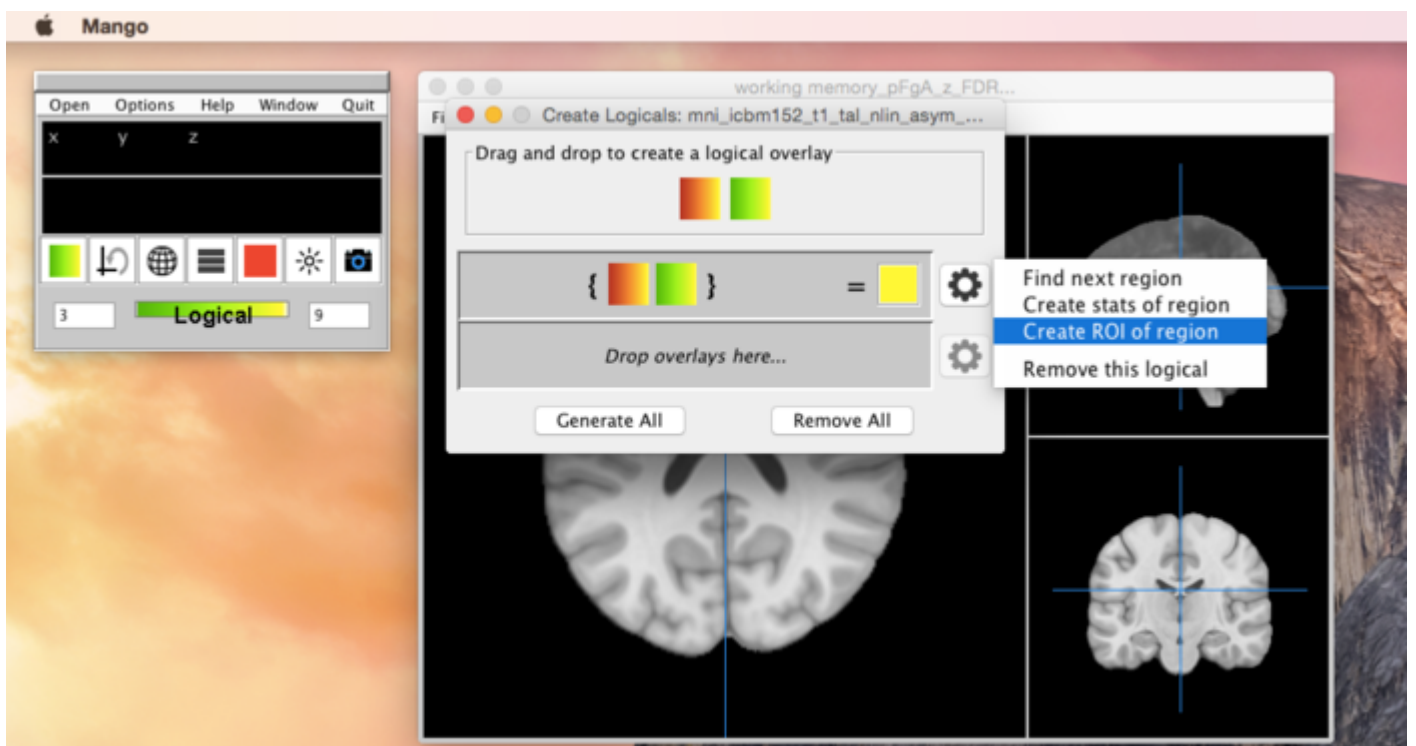 Mango
Open Options Help Window Quit
x y z
3 Logical 9
working memory_pFgA_z_FDR...
Create Logicals: mni_icbm152_t1_tal_nlin_asym_...
Drag and drop to create a logical overlay
{ } =
Drop overlays here...
Generate All Remove All
Find next region
Create stats of region
Create ROI of region
Remove this logical